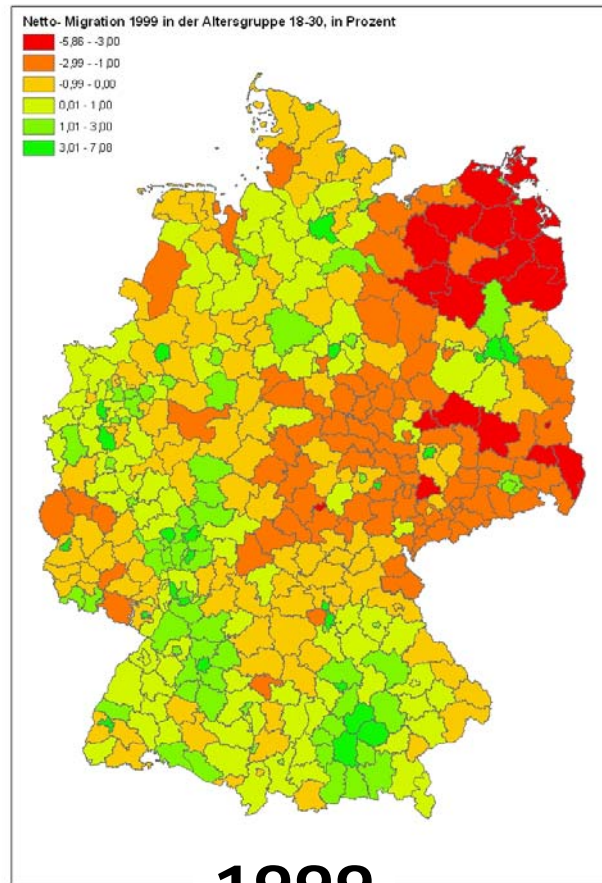 Netto- Migration 1999 in der Altersgruppe 18-30, in Prozent
-5,86 - -3,00
-2,99 - -1,00
-0,99 - 0,00
0,01 - 1,00
1,01 - 3,00
3,01 - 7,08
1999